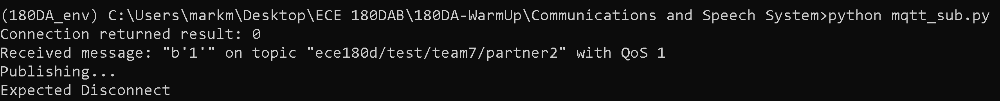 (180DA_env) C:\Users\markm\Desktop\ECE 180DAB\180DA-WarmUp\Communications and Speech System>python mqtt_sub.py
Connection returned result: 0
Received message: "b'1'" on topic "ece180d/test/team7/partner2" with QoS 1
Publishing...
Expected Disconnect